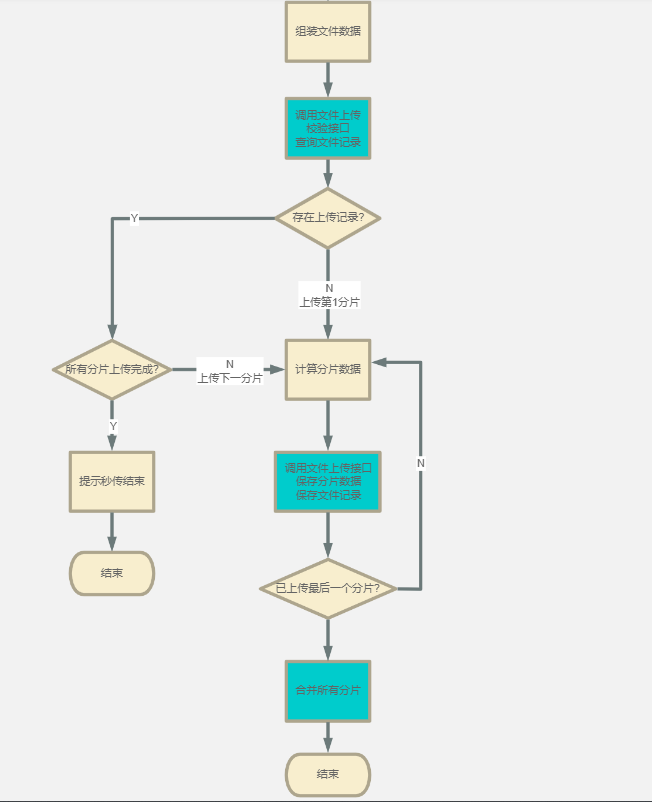 组装文件数据
调用文件上传
校验接口
查询文件记录
存在上传记录?
Y
N
上传第1分片
所有分片上传完成?
N
上传下一分片
计算分片数据
Y
N
提示秒传结束
调用文件上传接口
保存分片数据
保存文件记录
结束
已上传最后一个分片?
合并所有分片
结束